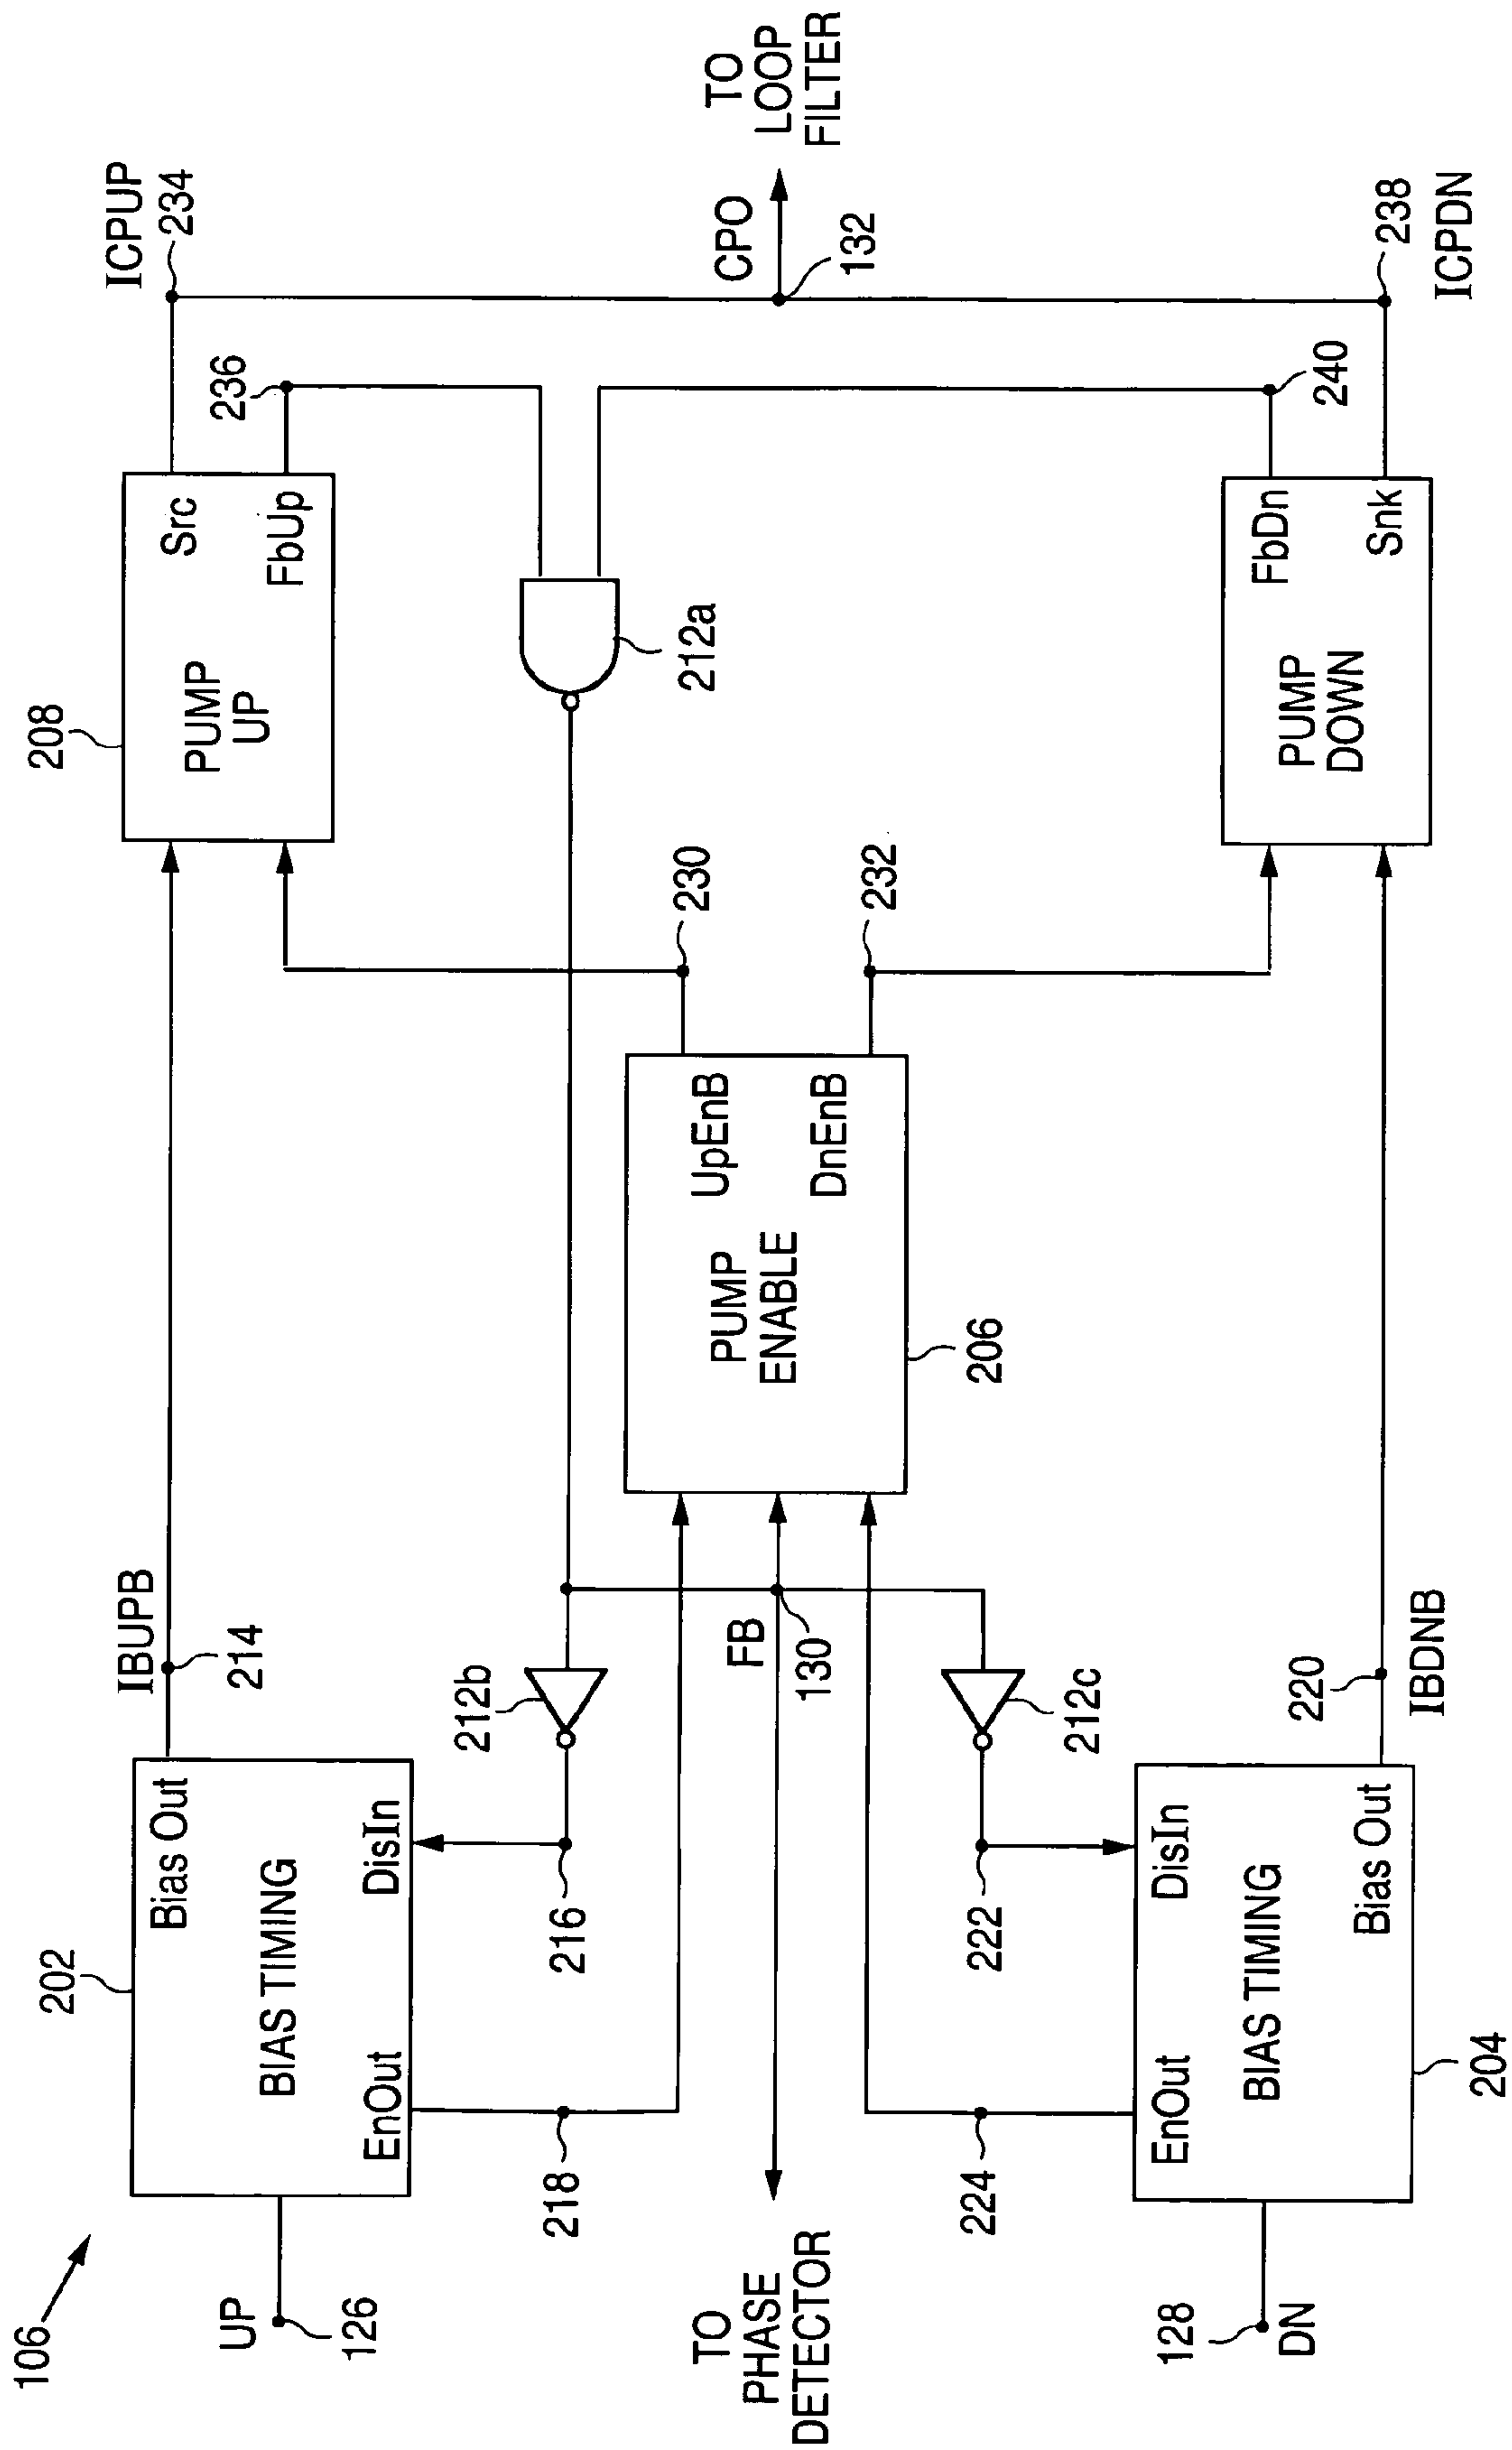 106
UP
126
202
BIAS TIMING
Bias Out
EnOut
DisIn
IBUPB
214
216
218
212b
208
PUMP
UP
Src
FbUp
ICPUP
234
236
212a
TO
PHASE
DETECTOR
FB
130
PUMP
ENABLE
UpEnB
DnEnB
206
230
232
CPO
132
TO
LOOP
FILTER
128
DN
204
BIAS TIMING
EnOut
DisIn
Bias Out
224
222
212c
220
IBDNB
PUMP
DOWN
FbDn
Snk
240
238
ICPDN